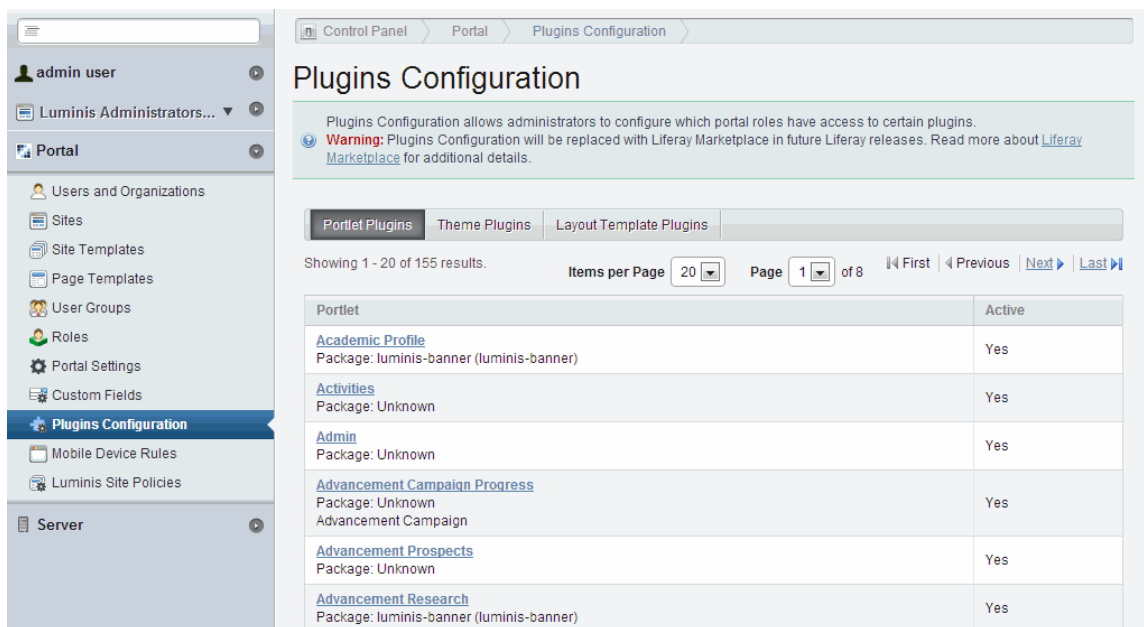 admin user
Luminis Administrators...
Portal
Users and Organizations
Sites
Site Templates
Page Templates
User Groups
Roles
Portal Settings
Custom Fields
Plugins Configuration
Mobile Device Rules
Luminis Site Policies
Server
Control Panel Portal Plugins Configuration
Plugins Configuration
Plugins Configuration allows administrators to configure which portal roles have access to certain plugins.
Warning: Plugins Configuration will be replaced with Liferay Marketplace in future Liferay releases. Read more about Liferay
Marketplace for additional details.
Portlet Plugins Theme Plugins Layout Template Plugins
Showing 1 - 20 of 155 results. Items per Page 20 Page 1 of 8 First Previous Next Last
Portlet Active
Academic Profile
Package: luminis-banner (luminis-banner) Yes
Activities
Package: Unknown Yes
Admin
Package: Unknown Yes
Advancement Campaign Progress
Package: Unknown Yes
Advancement Campaign
Advancement Prospects
Package: Unknown Yes
Advancement Research
Package: luminis-banner (luminis-banner) Yes